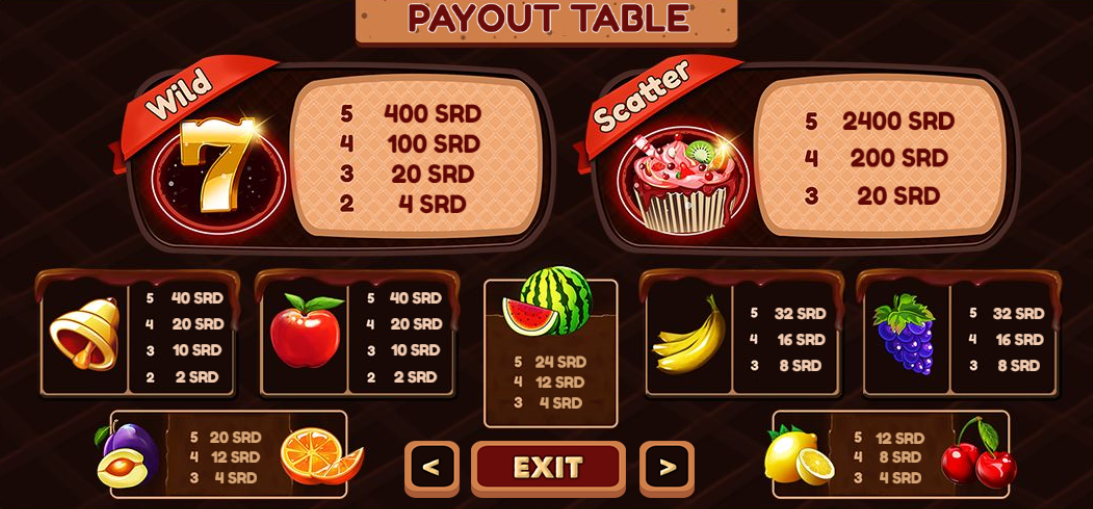 PAYOUT TABLE
Wild
7
5 400 SRD
4 100 SRD
3 20 SRD
2 4 SRD
Scatter
5 2400 SRD
4 200 SRD
3 20 SRD
5 40 SRD
4 20 SRD
3 10 SRD
2 2 SRD
5 40 SRD
4 20 SRD
3 10 SRD
2 2 SRD
5 24 SRD
4 12 SRD
3 4 SRD
5 32 SRD
4 16 SRD
3 8 SRD
5 32 SRD
4 16 SRD
3 8 SRD
5 20 SRD
4 12 SRD
3 4 SRD
< EXIT >
5 12 SRD
4 8 SRD
3 4 SRD